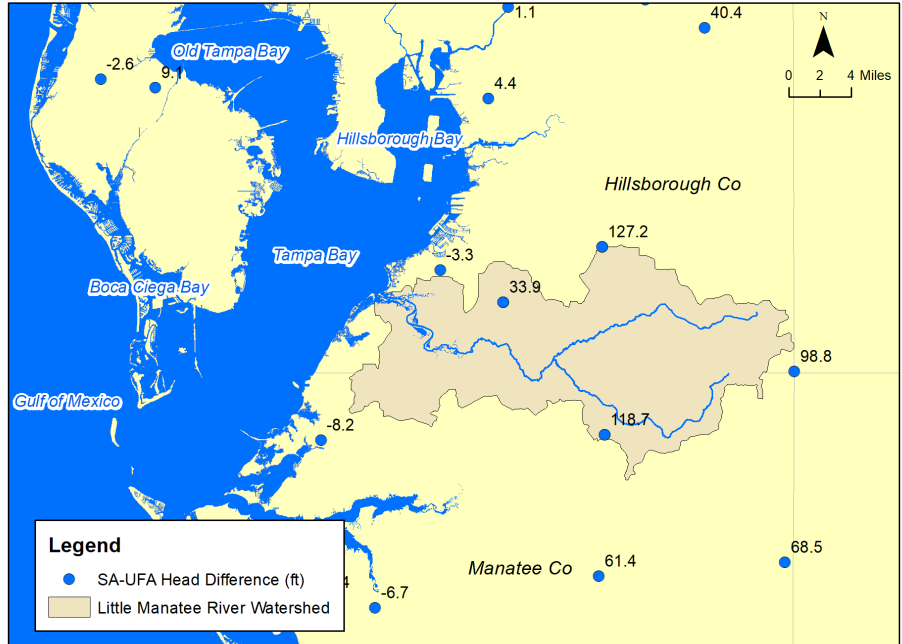 1.1
40.4
N
Old Tampa Bay
-2.6
9.1
0 2 4 Miles
4.4
Hillsborough Bay
Hillsborough Co
127.2
Tampa Bay
-3.3
Boca Ciega Bay
33.9
98.8
Gulf of Mexico
118.7
-8.2
Legend
SA-UFA Head Difference (ft)
Little Manatee River Watershed
4
-6.7
Manatee Co
61.4
68.5